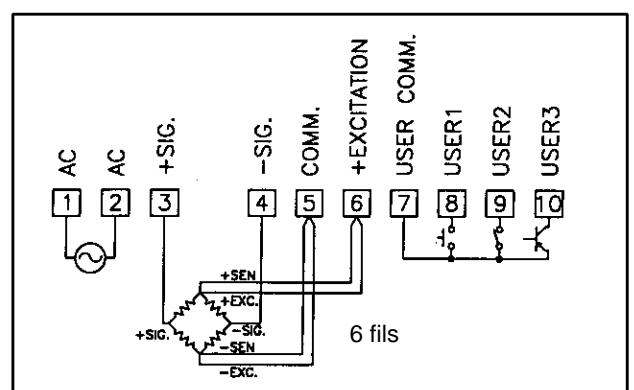 AC
AC
+SIG.
-SIG.
COMM.
+EXCITATION
USER COMM.
USER1
USER2
USER3
1 2 3 4 5 6 7 8 9 10
+SEN
+EXC.
+SIG.
-SIG.
-SEN
-EXC.
6 fils